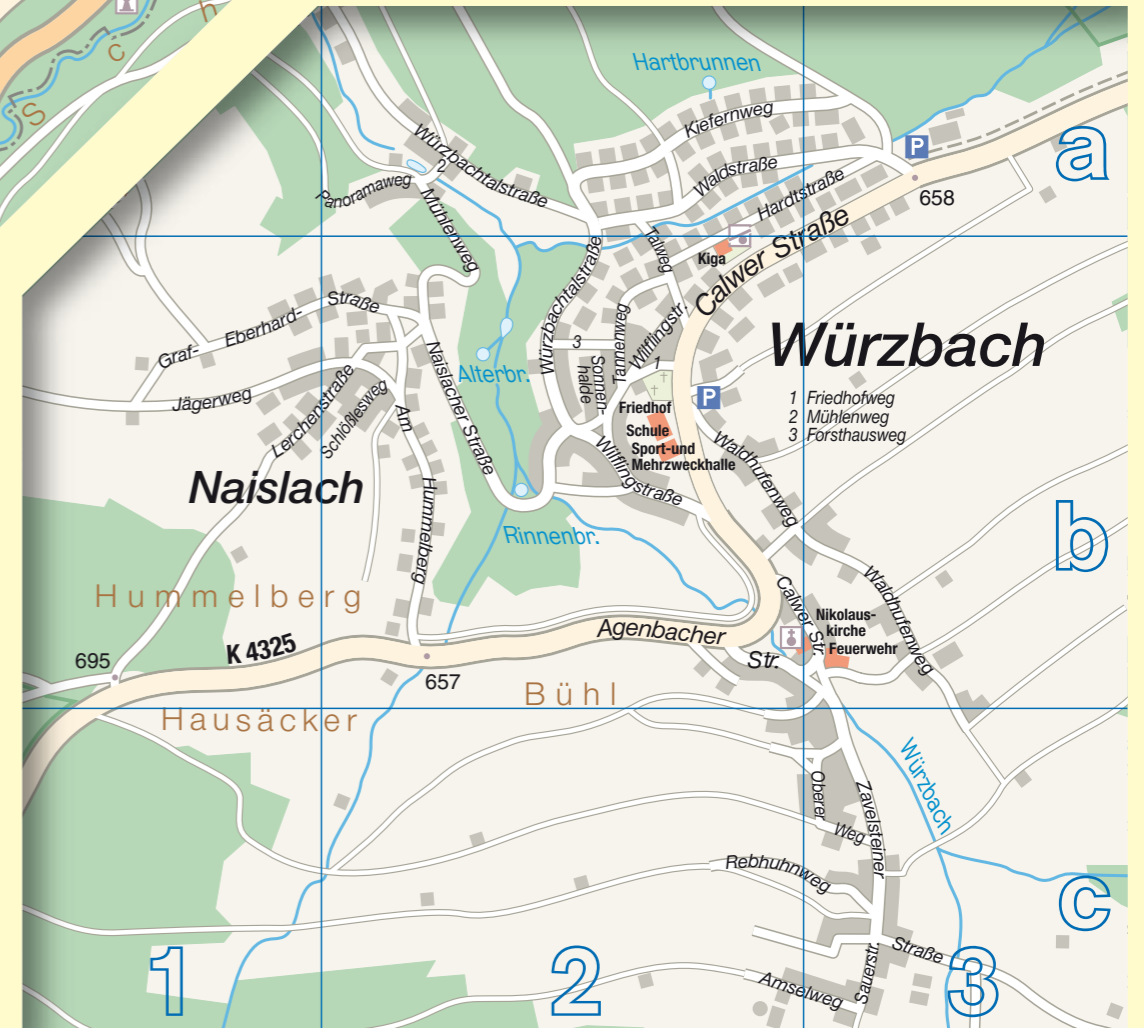 S
c
h
Hartbrunnen
Kiefernweg
Würzbachtalstraße
2
Panoramaweg
Mühlenweg
Waldstraße
Hardtstraße
P
658
a
Talweg
Kiga
Calwer Straße
Würzbachtalstraße
Graf- Eberhard- Straße
Jägerweg
Lerchenstraße
Schlößlesweg
Am Hummelberg
Naislacher Straße
Alterbr.
3
Sonnen-
halde
Tannenweg
Wilflingstr.
1
Würzbach
1 Friedhofweg
2 Mühlenweg
3 Forsthausweg
P
Friedhof
Schule
Sport-und
Mehrzweckhalle
Naislach
Wilflingstraße
Waldhufenweg
Rinnenbr.
b
Hummelberg
Waldhufenweg
Calwer Str.
Nikolaus-
kirche
Feuerwehr
Agenbacher Str.
K 4325
695
657
Bühl
Hausäcker
Würzbach
Oberer Weg
Zavelsteiner Straße
Rebhuhnweg
c
Sauerstr.
Amselweg
1
2
3